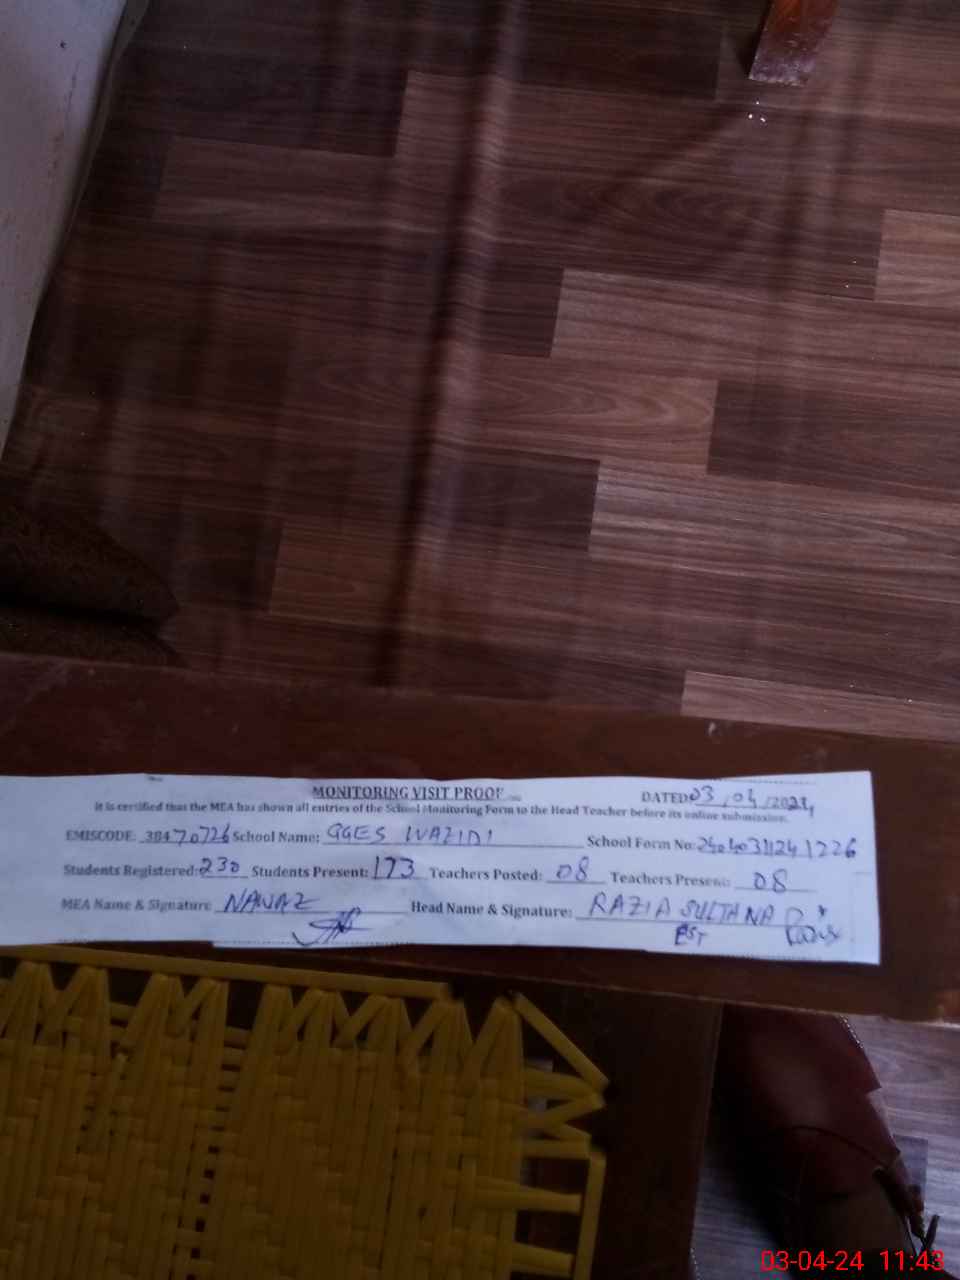 MONITORING VISIT PROOF
DATED 03/04/2024
It is certified that the MEA has shown all entries of the School Monitoring Form to the Head Teacher before its online submission.
EMISCODE: 38470726 School Name: GGES WAZIDI School Form No:
Students Registered: 230 Students Present: 173 Teachers Posted: 08 Teachers Present: 08
MEA Name & Signature NAWAZ Head Name & Signature: RAZIA SULTANA
PST
03-04-24 11:43